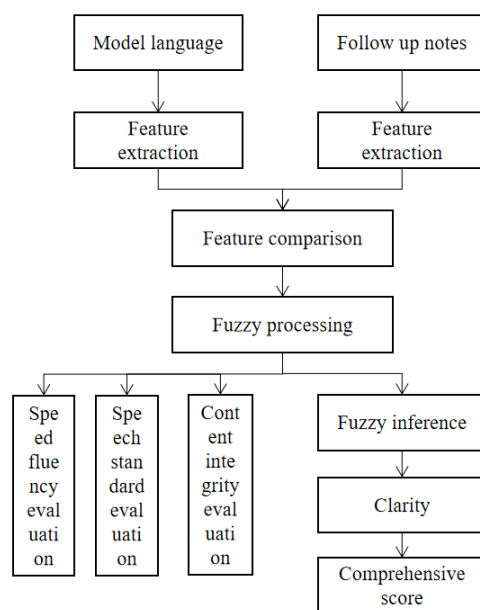 Model language
Follow up notes
Feature
extraction
Feature
extraction
Feature comparison
Fuzzy processing
Spe
ed
flue
ncy
eval
uati
on
Spe
ech
stan
dard
eval
uati
on
Cont
ent
inte
grity
eval
uati
on
Fuzzy inference
Clarity
Comprehensive
score